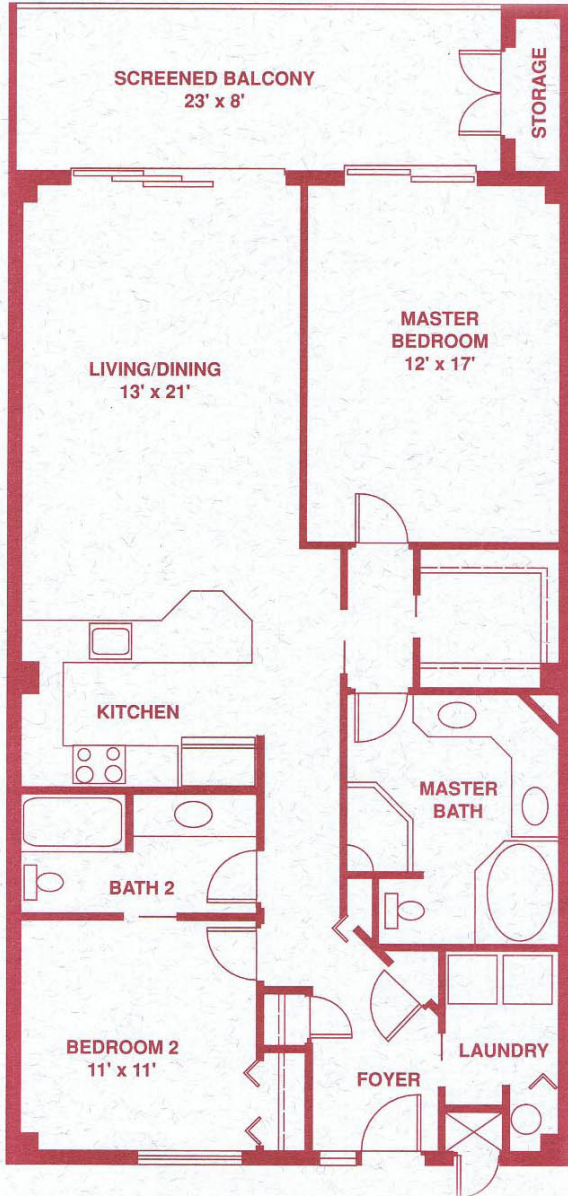 SCREENED BALCONY
23' x 8'
STORAGE
MASTER
BEDROOM
12' x 17'
LIVING/DINING
13' x 21'
KITCHEN
MASTER
BATH
BATH 2
BEDROOM 2
11' x 11'
LAUNDRY
FOYER